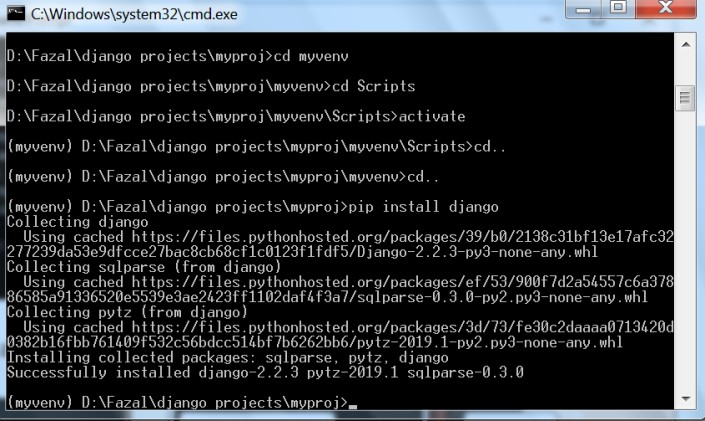 C:\Windows\system32\cmd.exe
D:\Fazal\django projects\myproj>cd myvenv
D:\Fazal\django projects\myproj\myvenv>cd Scripts
D:\Fazal\django projects\myproj\myvenv\Scripts>activate
(myvenv) D:\Fazal\django projects\myproj\myvenv\Scripts>cd..
(myvenv) D:\Fazal\django projects\myproj\myvenv>cd..
(myvenv) D:\Fazal\django projects\myproj>pip install django
Collecting django
Using cached https://files.pythonhosted.org/packages/39/b0/2138c31bf13e17afc32
277239da53e9dfcce27bac8cb68cf1c0123f1fdf5/Django-2.2.3-py3-none-any.whl
Collecting sqlparse (from django)
Using cached https://files.pythonhosted.org/packages/ef/53/900f7d2a54557c6a378
86585a91336520e5539e3ae2423ff1102daf4f3a7/sqlparse-0.3.0-py2.py3-none-any.whl
Collecting pytz (from django)
Using cached https://files.pythonhosted.org/packages/3d/73/fe30c2daaaa0713420d
0382b16fbb761409f532c56bdcc514bf7b6262bb6/pytz-2019.1-py2.py3-none-any.whl
Installing collected packages: sqlparse, pytz, django
Successfully installed django-2.2.3 pytz-2019.1 sqlparse-0.3.0
(myvenv) D:\Fazal\django projects\myproj>